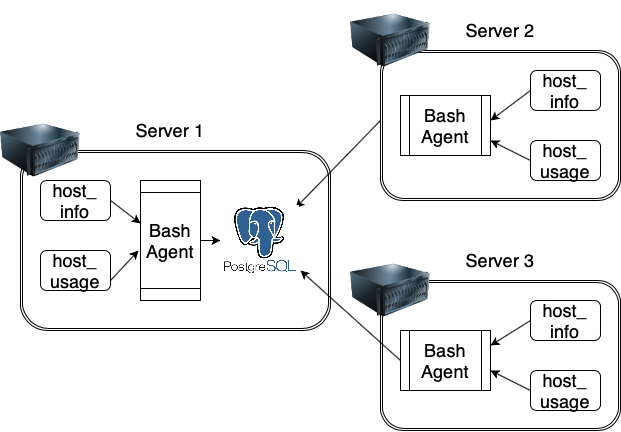 Server 2
host_
info
Bash
Agent
host_
usage
Server 1
host_
info
Bash
Agent
host_
usage
PostgreSQL
Server 3
host_
info
Bash
Agent
host_
usage